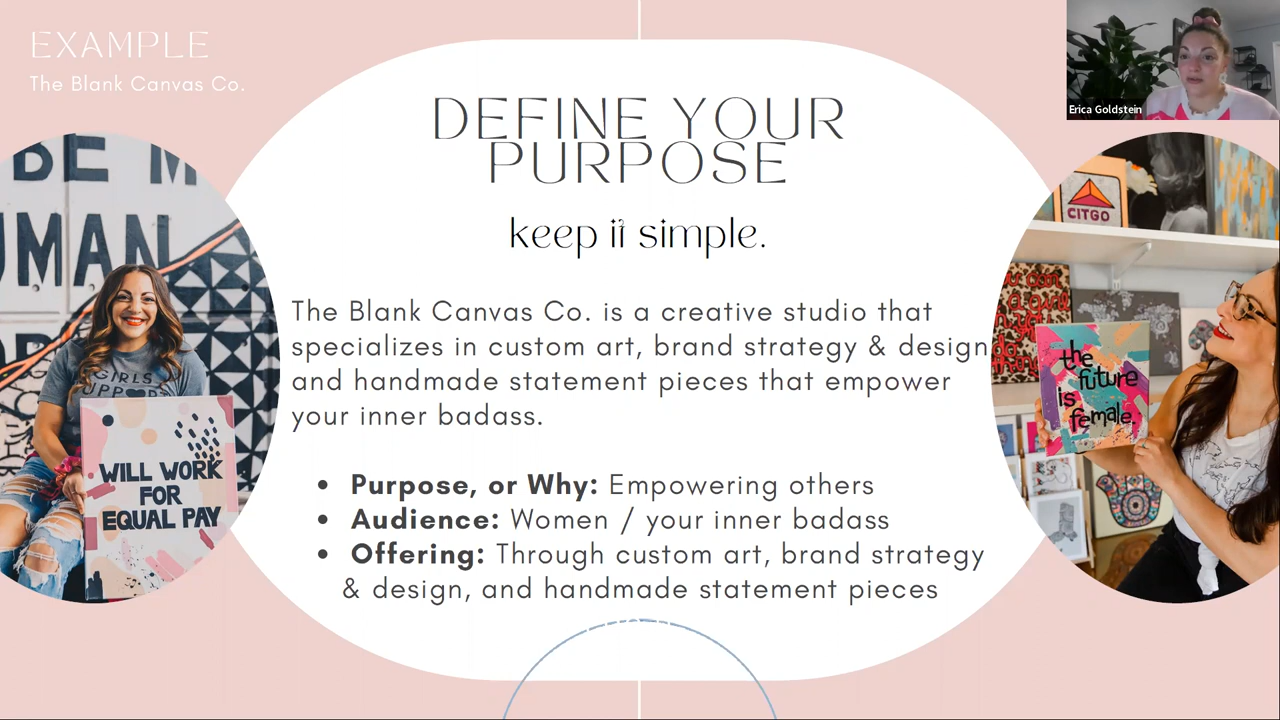 EXAMPLE
The Blank Canvas Co.
Erica Goldstein
DEFINE YOUR
PURPOSE
keep it simple.
The Blank Canvas Co. is a creative studio that
specializes in custom art, brand strategy & design
and handmade statement pieces that empower
your inner badass.
• Purpose, or Why: Empowering others
• Audience: Women / your inner badass
• Offering: Through custom art, brand strategy
& design, and handmade statement pieces
BE
UMAN
GIRLS
WILL WORK
FOR
EQUAL PAY
CITGO
the
future
is
female.